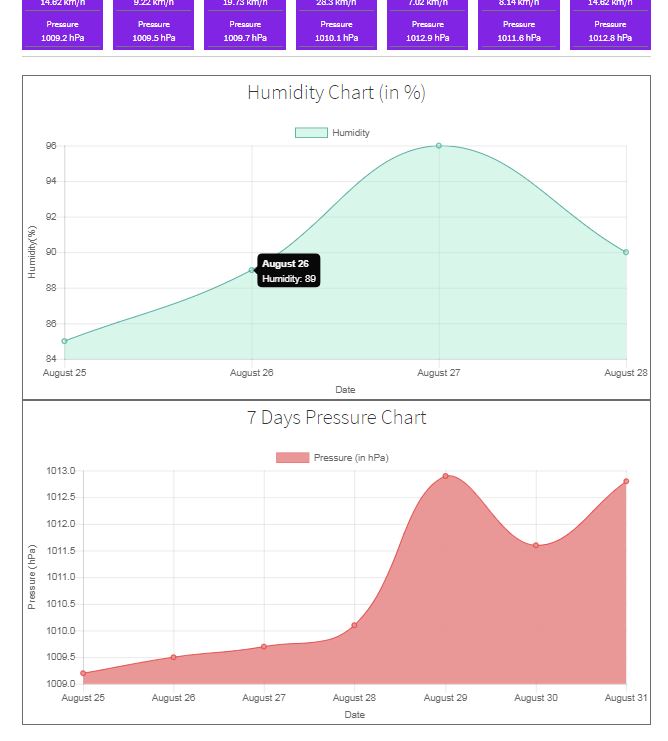 14.62 km/h 9.22 km/h 19.73 km/h 28.3 km/h 7.02 km/h 8.14 km/h 14.62 km/h
Pressure Pressure Pressure Pressure Pressure Pressure Pressure
1009.2 hPa 1009.5 hPa 1009.7 hPa 1010.1 hPa 1012.9 hPa 1011.6 hPa 1012.8 hPa
Humidity Chart (in %)
Humidity
96
94
92
90
88
86
84
Humidity(%)
August 26
Humidity: 89
August 25 August 26 August 27 August 28
Date
7 Days Pressure Chart
Pressure (in hPa)
1013.0
1012.5
1012.0
1011.5
1011.0
1010.5
1010.0
1009.5
1009.0
Pressure (hPa)
August 25 August 26 August 27 August 28 August 29 August 30 August 31
Date